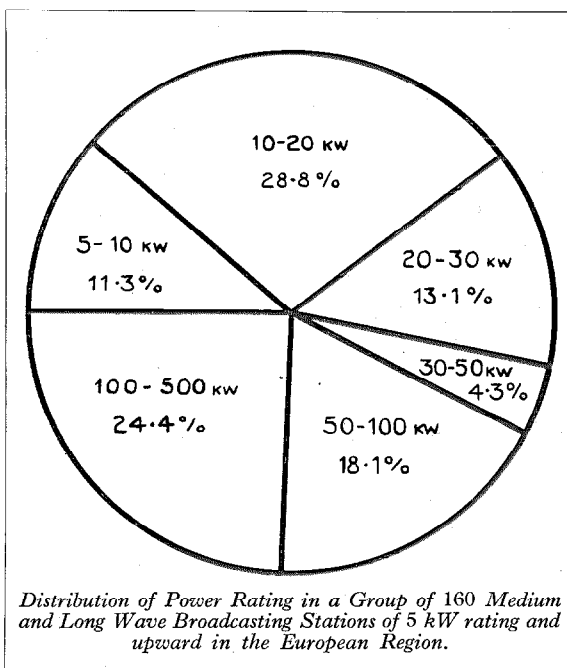 10-20 KW
28·8%
5-10 KW
11·3%
20-30 KW
13·1%
30-50 KW
4·3%
100-500 KW
24·4%
50-100 KW
18·1%
Distribution of Power Rating in a Group of 160 Medium
and Long Wave Broadcasting Stations of 5 kW rating and
upward in the European Region.